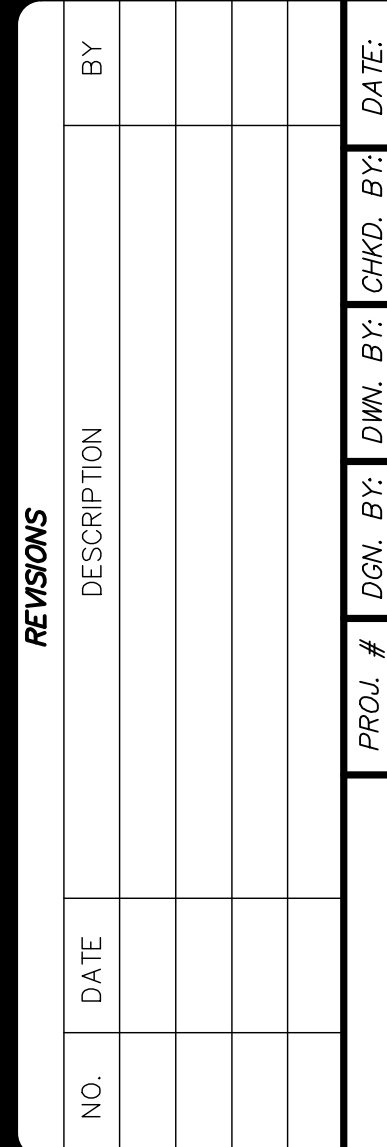 REVISIONS
NO. DATE DESCRIPTION BY
PROJ. # DGN. BY: DWN. BY: CHKD. BY: DATE: